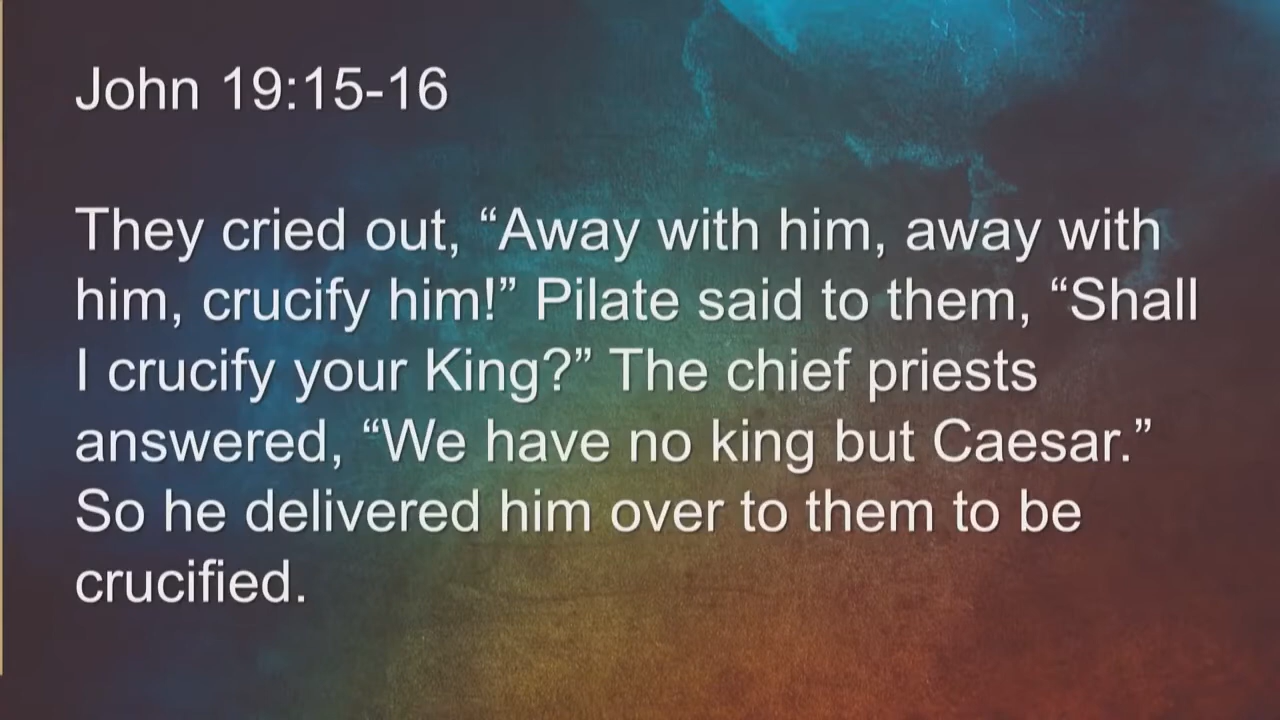 John 19:15-16
They cried out, “Away with him, away with
him, crucify him!” Pilate said to them, “Shall
I crucify your King?” The chief priests
answered, “We have no king but Caesar.”
So he delivered him over to them to be
crucified.